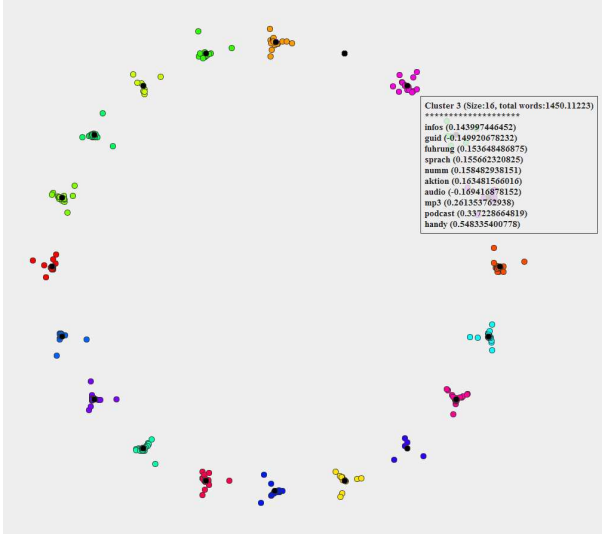 Cluster 3 (Size:16, total words:1450.11223)
********************
infos (0.143997446452)
guid (-0.149920678232)
fuhrung (0.153648486875)
sprach (0.155662320825)
numm (0.158482938151)
aktion (0.163481566016)
audio (-0.169416878152)
mp3 (0.261353762938)
podcast (0.337228664819)
handy (0.548335400778)